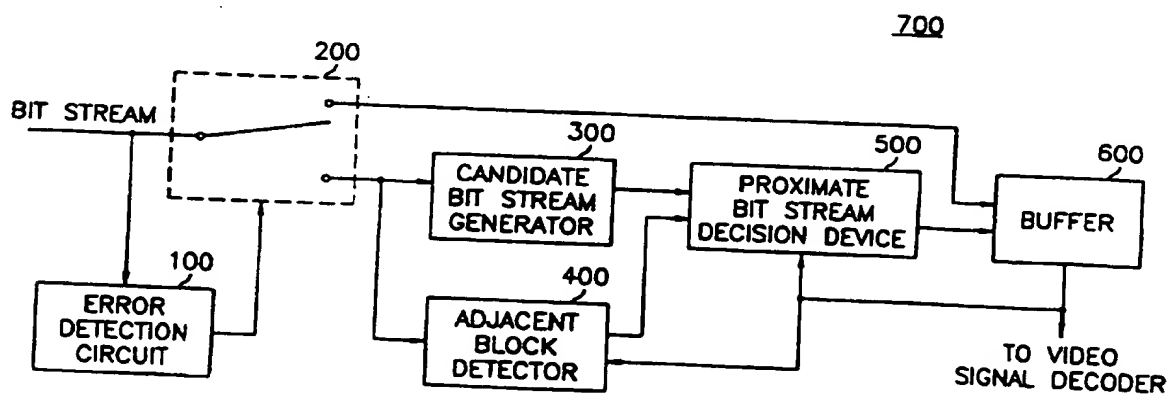 700
200
BIT STREAM
300
CANDIDATE
BIT STREAM
GENERATOR
500
PROXIMATE
BIT STREAM
DECISION DEVICE
600
BUFFER
100
ERROR
DETECTION
CIRCUIT
400
ADJACENT
BLOCK
DETECTOR
TO VIDEO
SIGNAL DECODER